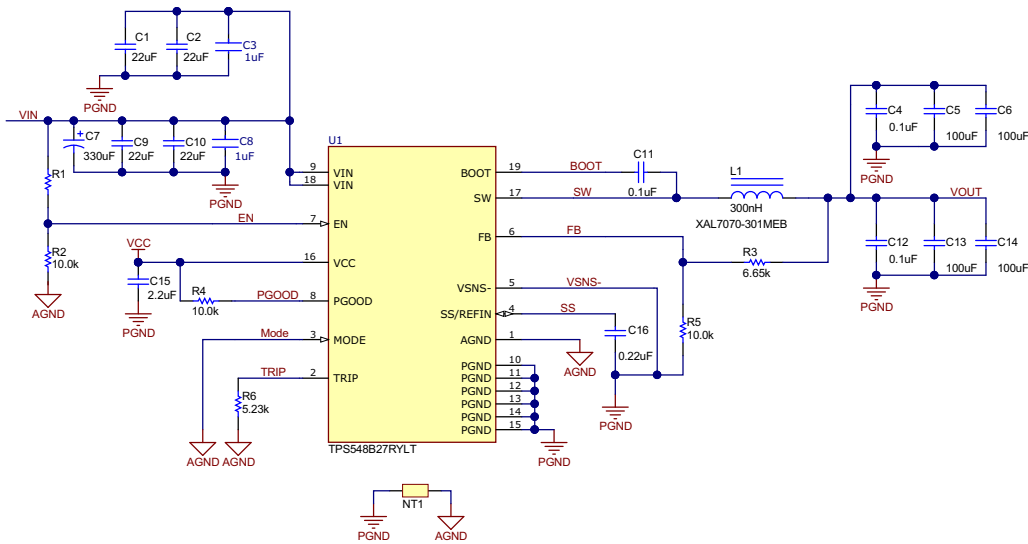 C1
22uF
C2
22uF
C3
1uF
PGND
VIN
C7
330uF
C9
22uF
C10
22uF
C8
1uF
PGND
R1
EN
R2
10.0k
AGND
VCC
C15
2.2uF
PGND
R4
10.0k
PGOOD
Mode
TRIP
R6
5.23k
AGND
AGND
U1
9
VIN
18
VIN
7
EN
16
VCC
8
PGOOD
3
MODE
2
TRIP
BOOT
19
SW
17
FB
6
VSNS-
5
SS/REFIN
4
AGND
1
PGND
10
PGND
11
PGND
12
PGND
13
PGND
14
PGND
15
TPS548B27RYLT
BOOT
C11
0.1uF
SW
L1
300nH
XAL7070-301MEB
FB
R3
6.65k
VSNS-
SS
C16
0.22uF
R5
10.0k
AGND
PGND
PGND
C4
0.1uF
C5
100uF
C6
100uF
PGND
VOUT
C12
0.1uF
C13
100uF
C14
100uF
PGND
NT1
PGND
AGND